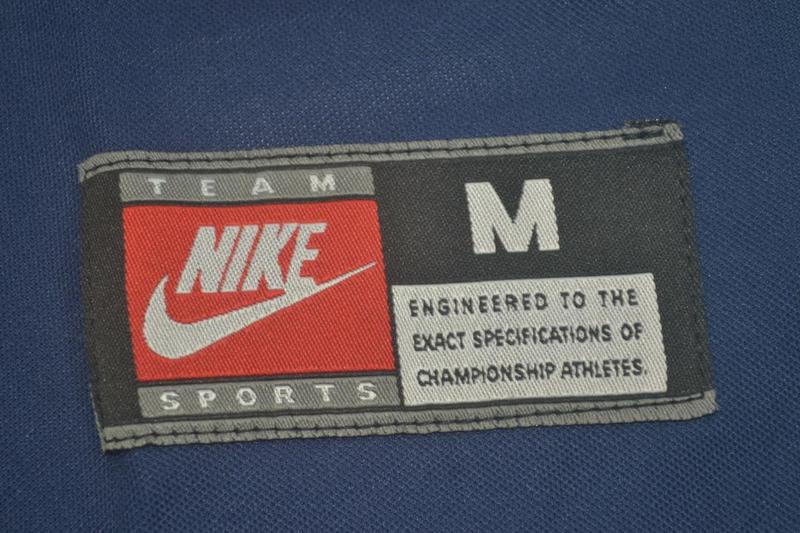 TEAM
NIKE
SPORTS
M
ENGINEERED TO THE
EXACT SPECIFICATIONS OF
CHAMPIONSHIP ATHLETES.